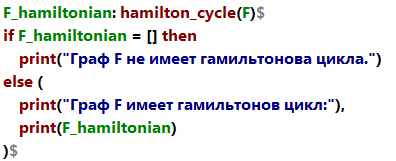 F_hamiltonian: hamilton_cycle(F)$
if F_hamiltonian = [] then
print("Граф F не имеет гамильтонова цикла.")
else (
print("Граф F имеет гамильтонов цикл:"),
print(F_hamiltonian)
)$